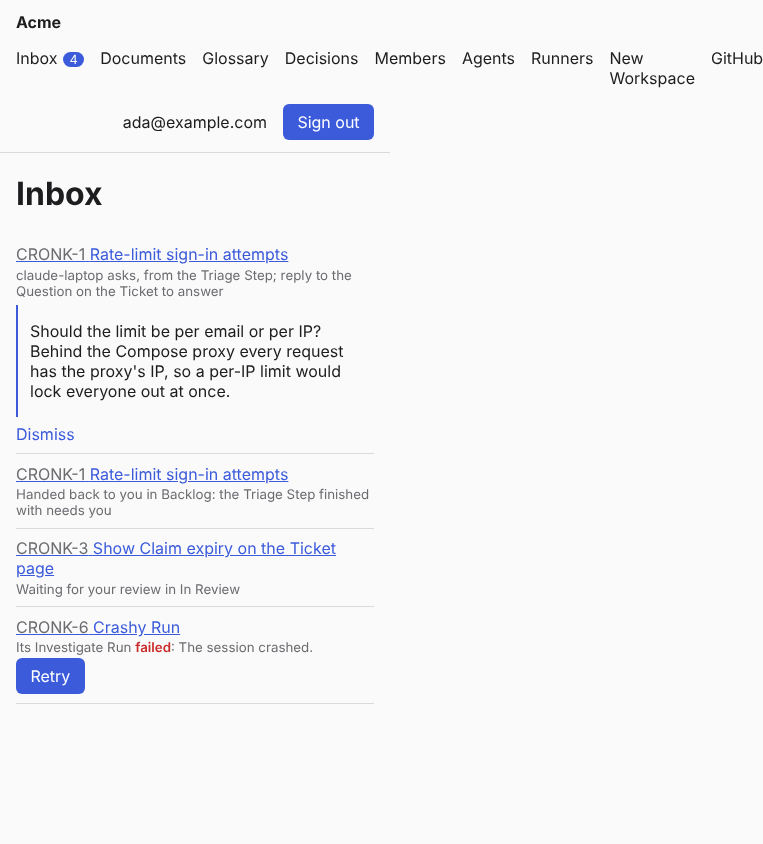 Acme
Inbox 4 Documents Glossary Decisions Members Agents Runners New Workspace GitHub
ada@example.com Sign out
Inbox
CRONK-1 Rate-limit sign-in attempts
claude-laptop asks, from the Triage Step; reply to the
Question on the Ticket to answer
Should the limit be per email or per IP?
Behind the Compose proxy every request
has the proxy's IP, so a per-IP limit would
lock everyone out at once.
Dismiss
CRONK-1 Rate-limit sign-in attempts
Handed back to you in Backlog: the Triage Step finished
with needs you
CRONK-3 Show Claim expiry on the Ticket
page
Waiting for your review in In Review
CRONK-6 Crashy Run
Its Investigate Run failed: The session crashed.
Retry